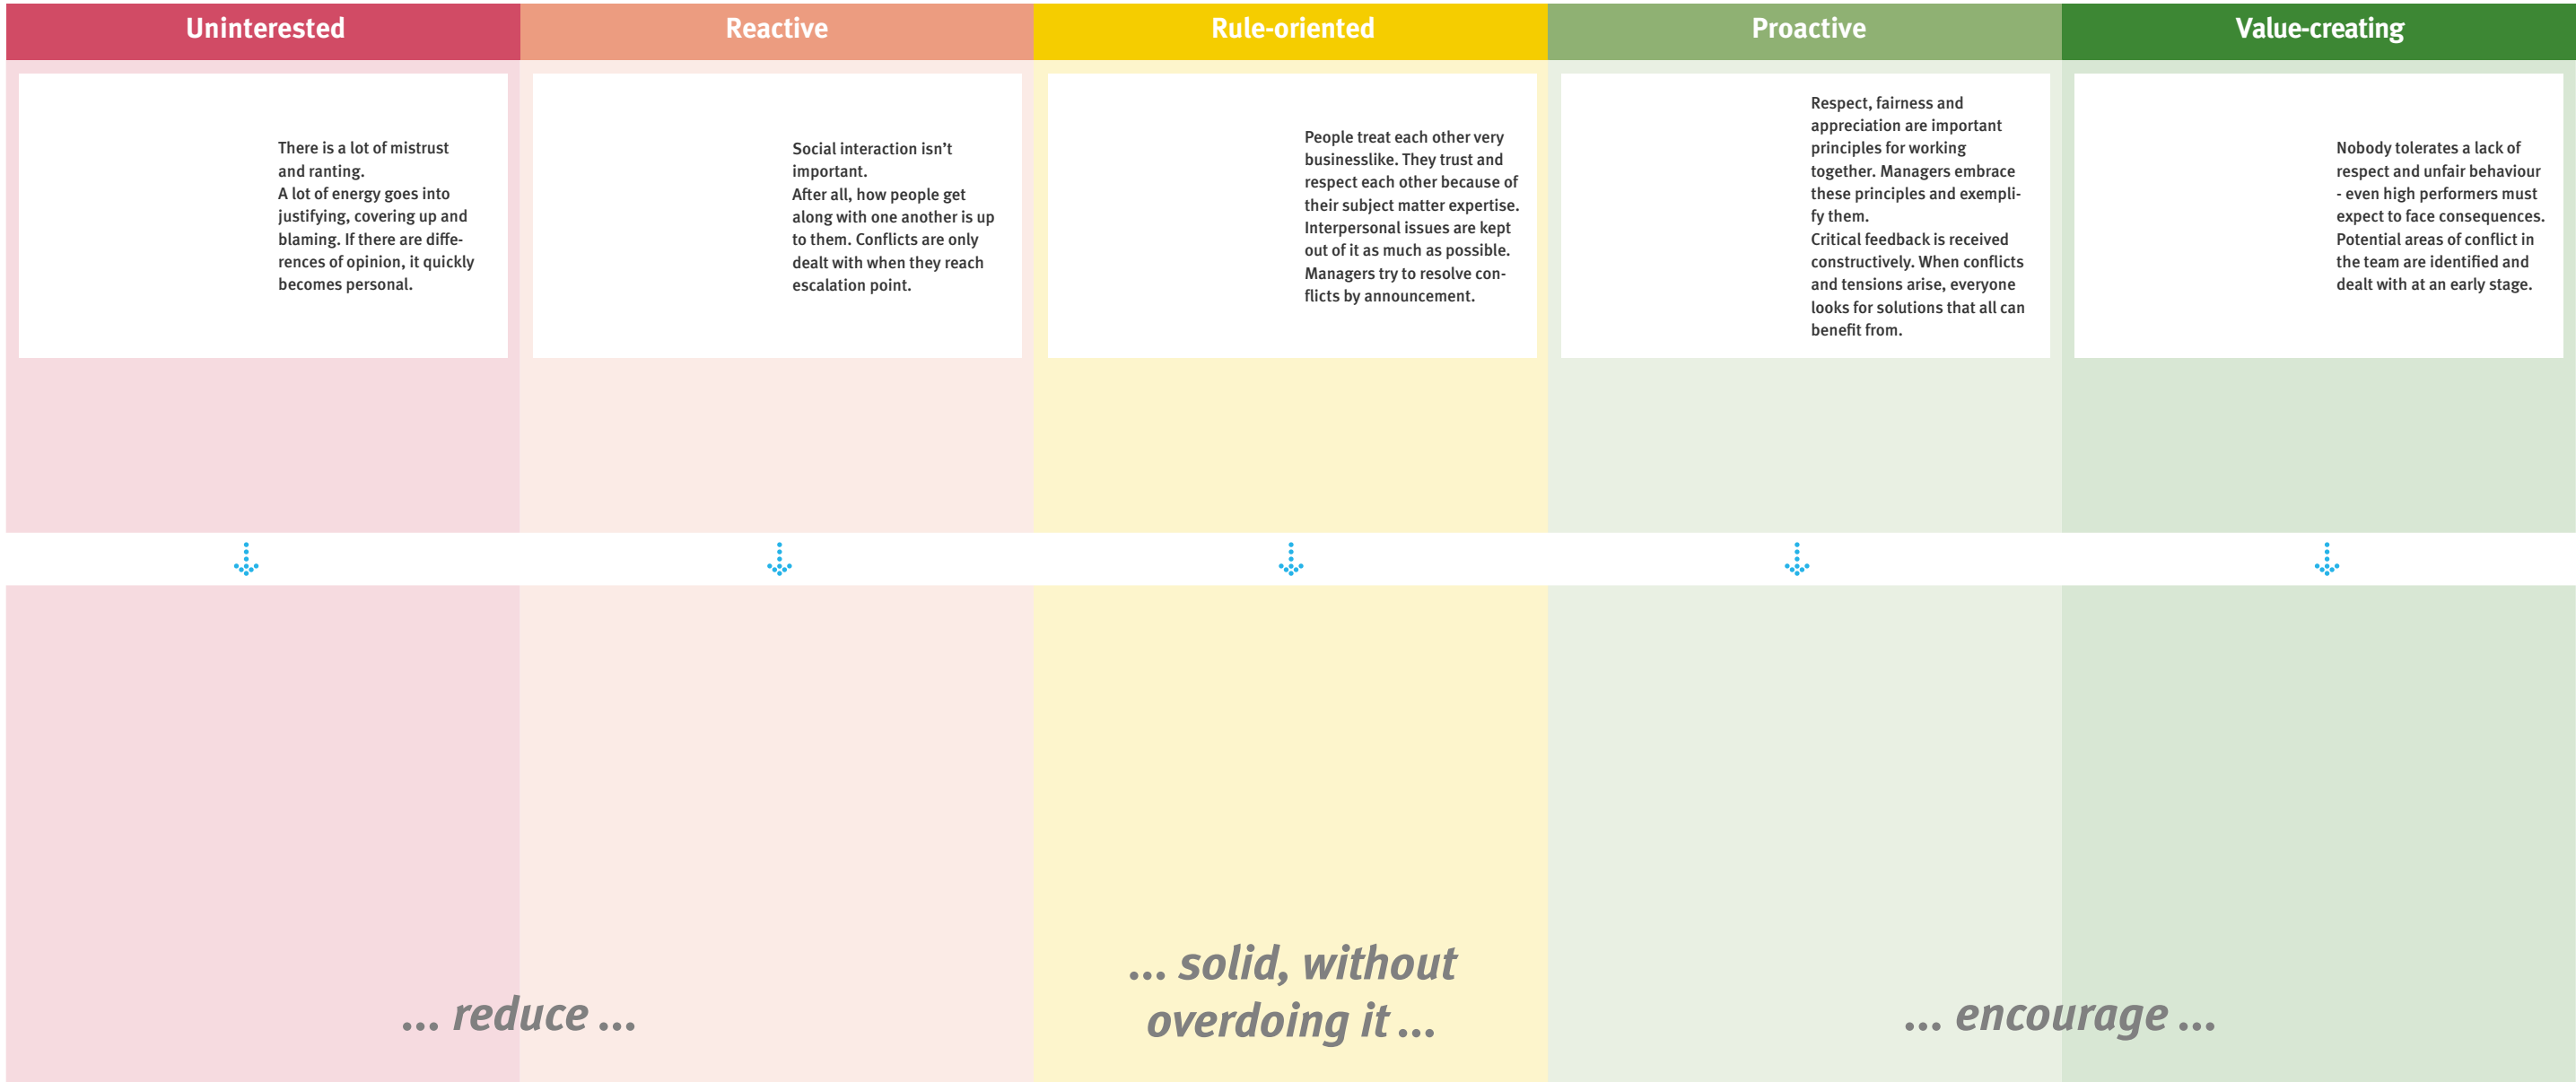 Uninterested
Reactive
Rule-oriented
Proactive
Value-creating
There is a lot of mistrust
and ranting.
A lot of energy goes into
justifying, covering up and
blaming. If there are diffe-
rences of opinion, it quickly
becomes personal.
Social interaction isn’t
important.
After all, how people get
along with one another is up
to them. Conflicts are only
dealt with when they reach
escalation point.
People treat each other very
businesslike. They trust and
respect each other because of
their subject matter expertise.
Interpersonal issues are kept
out of it as much as possible.
Managers try to resolve con-
flicts by announcement.
Respect, fairness and
appreciation are important
principles for working
together. Managers embrace
these principles and exempli-
fy them.
Critical feedback is received
constructively. When conflicts
and tensions arise, everyone
looks for solutions that all can
benefit from.
Nobody tolerates a lack of
respect and unfair behaviour
- even high performers must
expect to face consequences.
Potential areas of conflict in
the team are identified and
dealt with at an early stage.
... reduce ...
... solid, without
overdoing it ...
... encourage ...